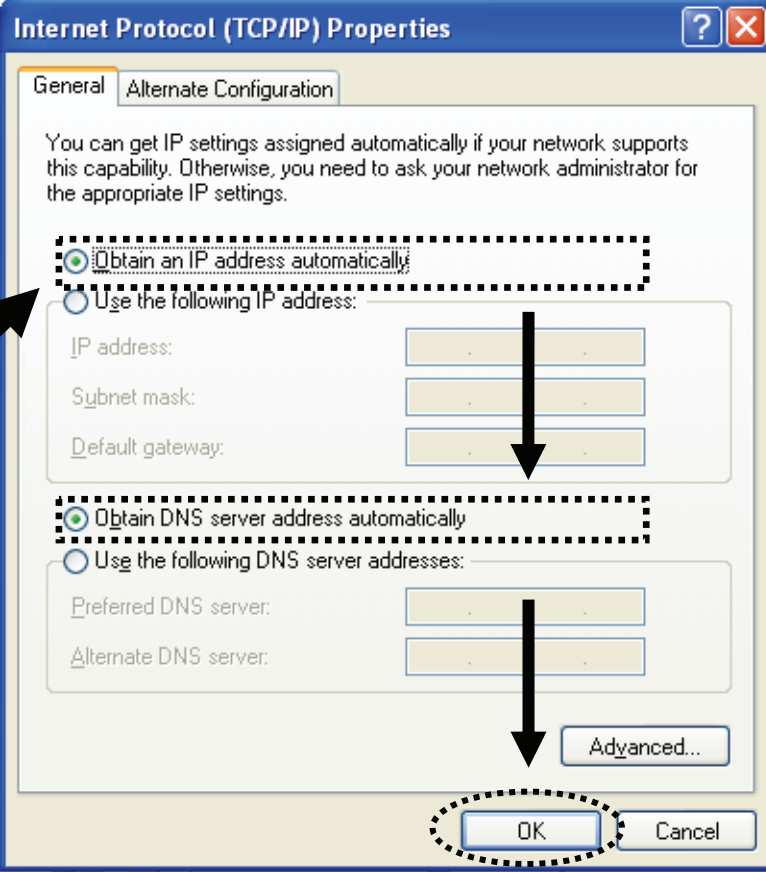 Internet Protocol (TCP/IP) Properties
General
Alternate Configuration
You can get IP settings assigned automatically if your network supports
this capability. Otherwise, you need to ask your network administrator for
the appropriate IP settings.
Obtain an IP address automatically
Use the following IP address:
IP address:
Subnet mask:
Default gateway:
Obtain DNS server address automatically
Use the following DNS server addresses:
Preferred DNS server:
Alternate DNS server:
Advanced...
OK
Cancel